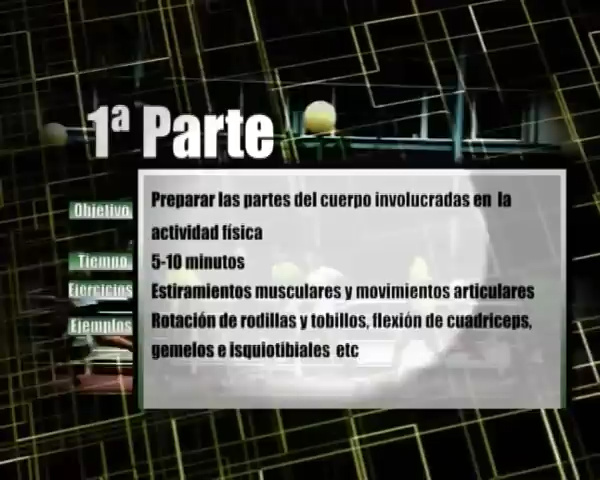 1ª Parte
Objetivo Preparar las partes del cuerpo involucradas en la
actividad física
Tiempo. 5-10 minutos
Ejercicios Estiramientos musculares y movimientos articulares
Ejemplos Rotación de rodillas y tobillos, flexión de cuadriceps,
gemelos e isquiotibiales etc